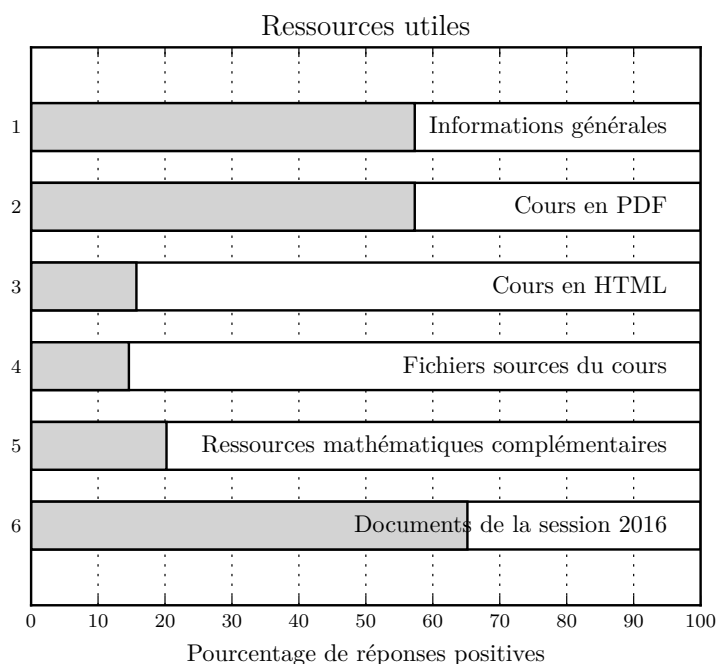 Ressources utiles
1 Informations générales
2 Cours en PDF
3 Cours en HTML
4 Fichiers sources du cours
5 Ressources mathématiques complémentaires
6 Documents de la session 2016
0 10 20 30 40 50 60 70 80 90 100
Pourcentage de réponses positives